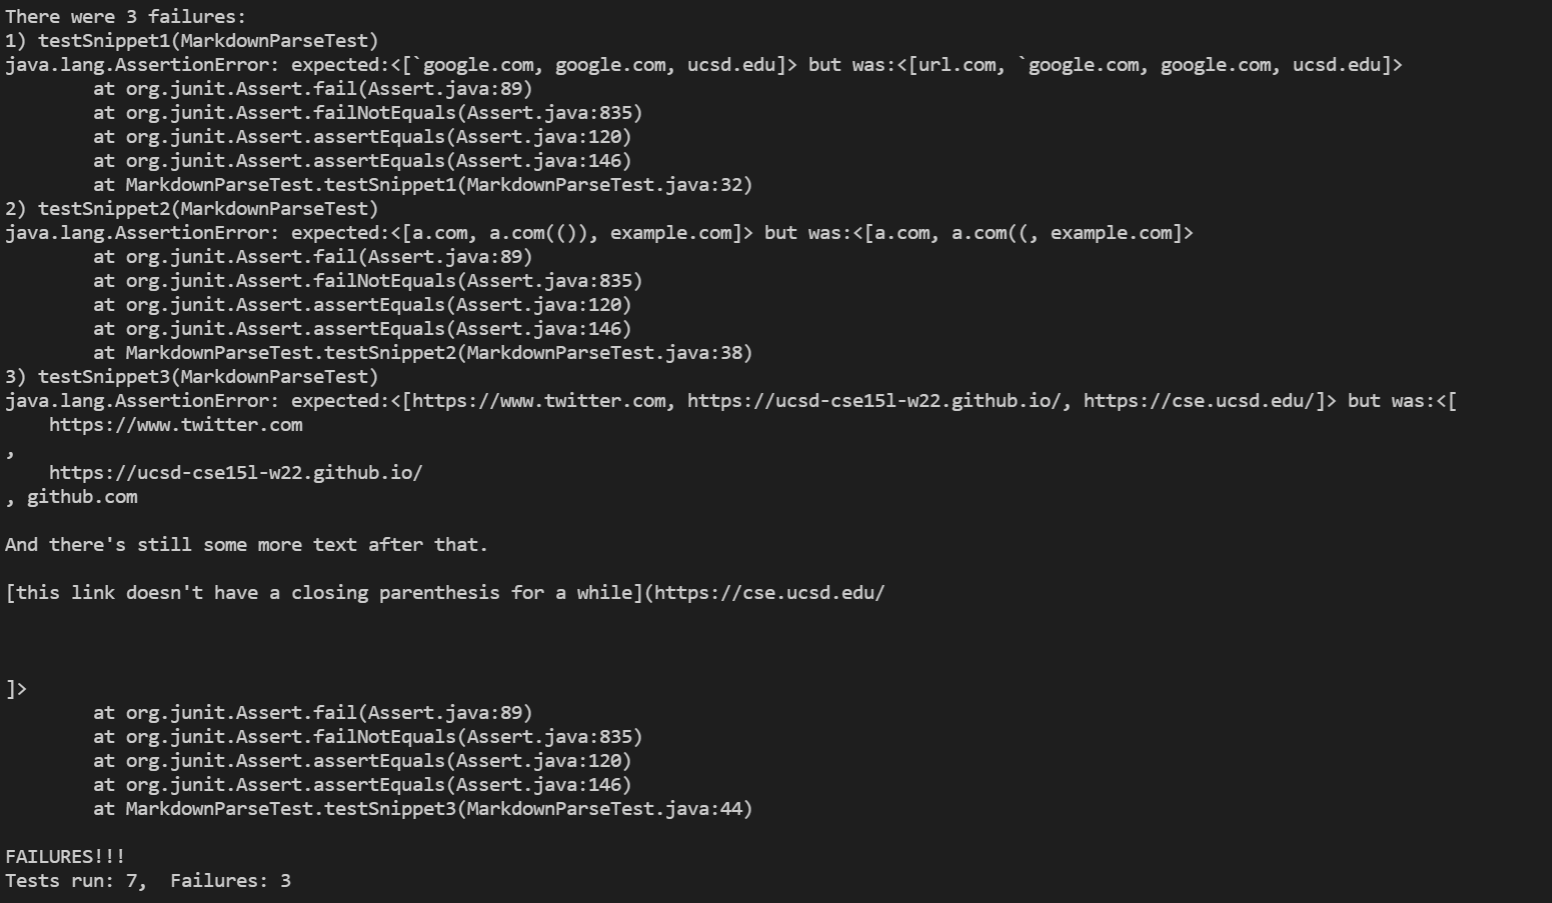 There were 3 failures:
1) testSnippet1(MarkdownParseTest)
java.lang.AssertionError: expected:<[`google.com, google.com, ucsd.edu]> but was:<[url.com, `google.com, google.com, ucsd.edu]>
        at org.junit.Assert.fail(Assert.java:89)
        at org.junit.Assert.failNotEquals(Assert.java:835)
        at org.junit.Assert.assertEquals(Assert.java:120)
        at org.junit.Assert.assertEquals(Assert.java:146)
        at MarkdownParseTest.testSnippet1(MarkdownParseTest.java:32)
2) testSnippet2(MarkdownParseTest)
java.lang.AssertionError: expected:<[a.com, a.com(()), example.com]> but was:<[a.com, a.com((, example.com]>
        at org.junit.Assert.fail(Assert.java:89)
        at org.junit.Assert.failNotEquals(Assert.java:835)
        at org.junit.Assert.assertEquals(Assert.java:120)
        at org.junit.Assert.assertEquals(Assert.java:146)
        at MarkdownParseTest.testSnippet2(MarkdownParseTest.java:38)
3) testSnippet3(MarkdownParseTest)
java.lang.AssertionError: expected:<[https://www.twitter.com, https://ucsd-cse15l-w22.github.io/, https://cse.ucsd.edu/]> but was:<[
    https://www.twitter.com
,
    https://ucsd-cse15l-w22.github.io/
, github.com

And there's still some more text after that.

[this link doesn't have a closing parenthesis for a while](https://cse.ucsd.edu/



]>
        at org.junit.Assert.fail(Assert.java:89)
        at org.junit.Assert.failNotEquals(Assert.java:835)
        at org.junit.Assert.assertEquals(Assert.java:120)
        at org.junit.Assert.assertEquals(Assert.java:146)
        at MarkdownParseTest.testSnippet3(MarkdownParseTest.java:44)

FAILURES!!!
Tests run: 7,  Failures: 3